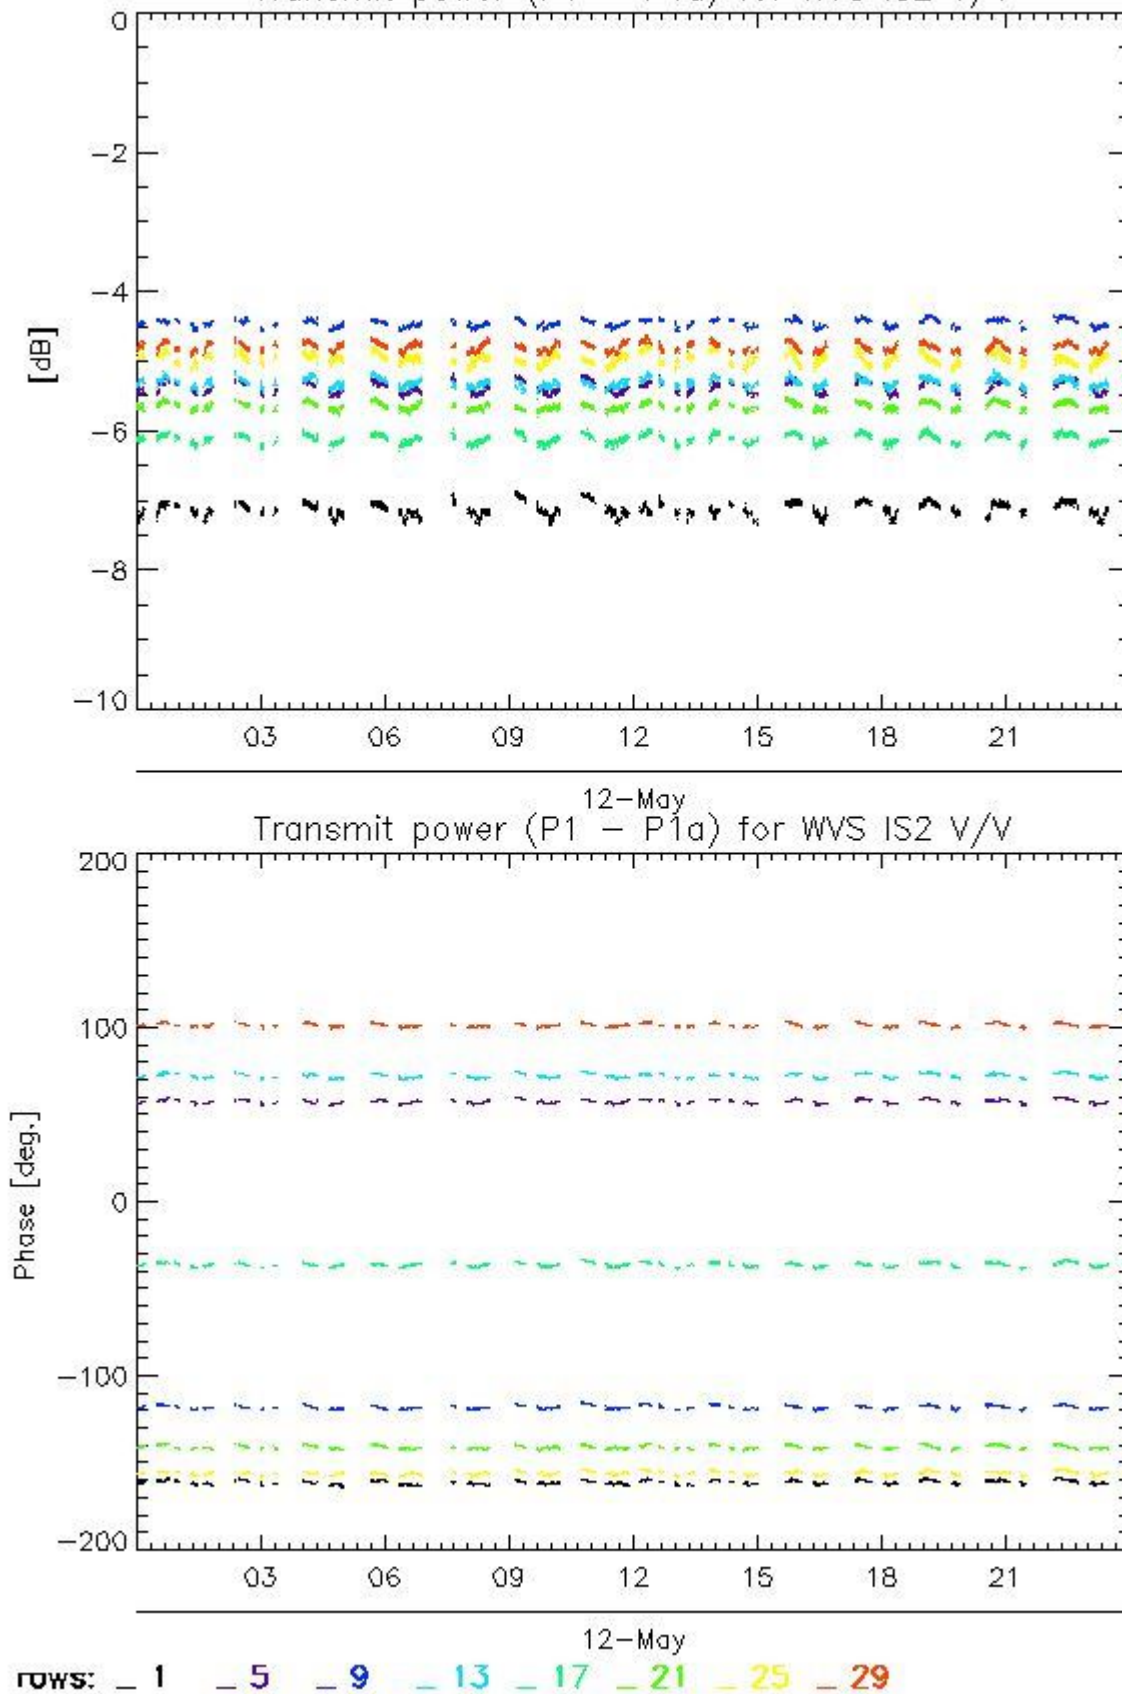 0
−2
−4
[dB]
−6
−8
−10
03 06 09 12 15 18 21
12−May
Transmit power (P1 − P1a) for WVS IS2 V/V
200
100
0
Phase [deg.]
−100
−200
03 06 09 12 15 18 21
12−May
rows: _ 1 _ 5 _ 9 _ 13 _ 17 _ 21 _ 25 _ 29